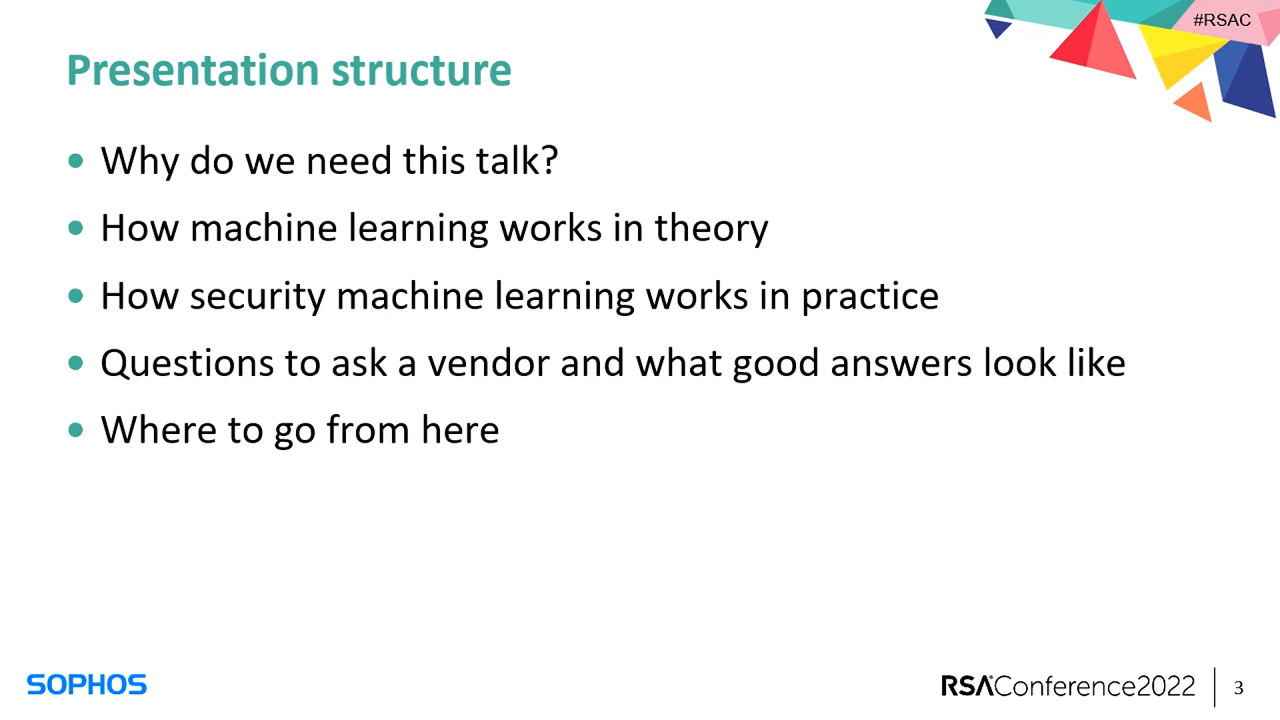 #RSAC
Presentation structure
• Why do we need this talk?
• How machine learning works in theory
• How security machine learning works in practice
• Questions to ask a vendor and what good answers look like
• Where to go from here
SOPHOS
RSAConference2022
3